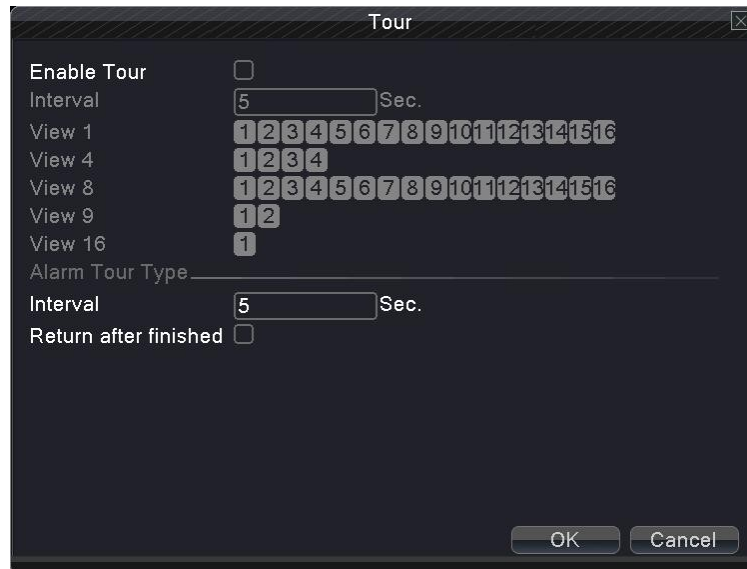 Tour
Enable Tour
Interval 5 Sec.
View 1 1 2 3 4 5 6 7 8 9 10 11 12 13 14 15 16
View 4 1 2 3 4
View 8 1 2 3 4 5 6 7 8 9 10 11 12 13 14 15 16
View 9 1 2
View 16 1
Alarm Tour Type
Interval 5 Sec.
Return after finished
OK Cancel